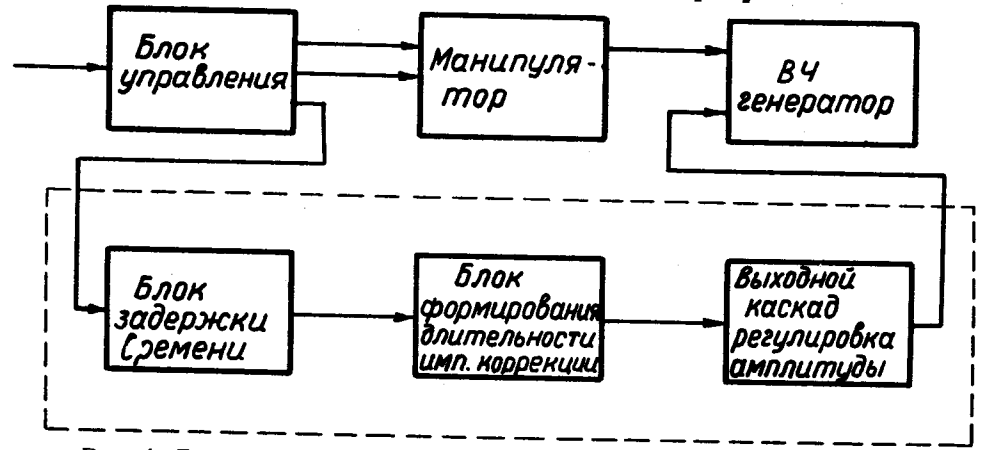 Блок
управления
Манипуля-
тор
ВЧ
генератор
Блок
задержки
времени
Блок
формирования
длительности
имп. коррекции
Выходной
каскад
регулировка
амплитуды